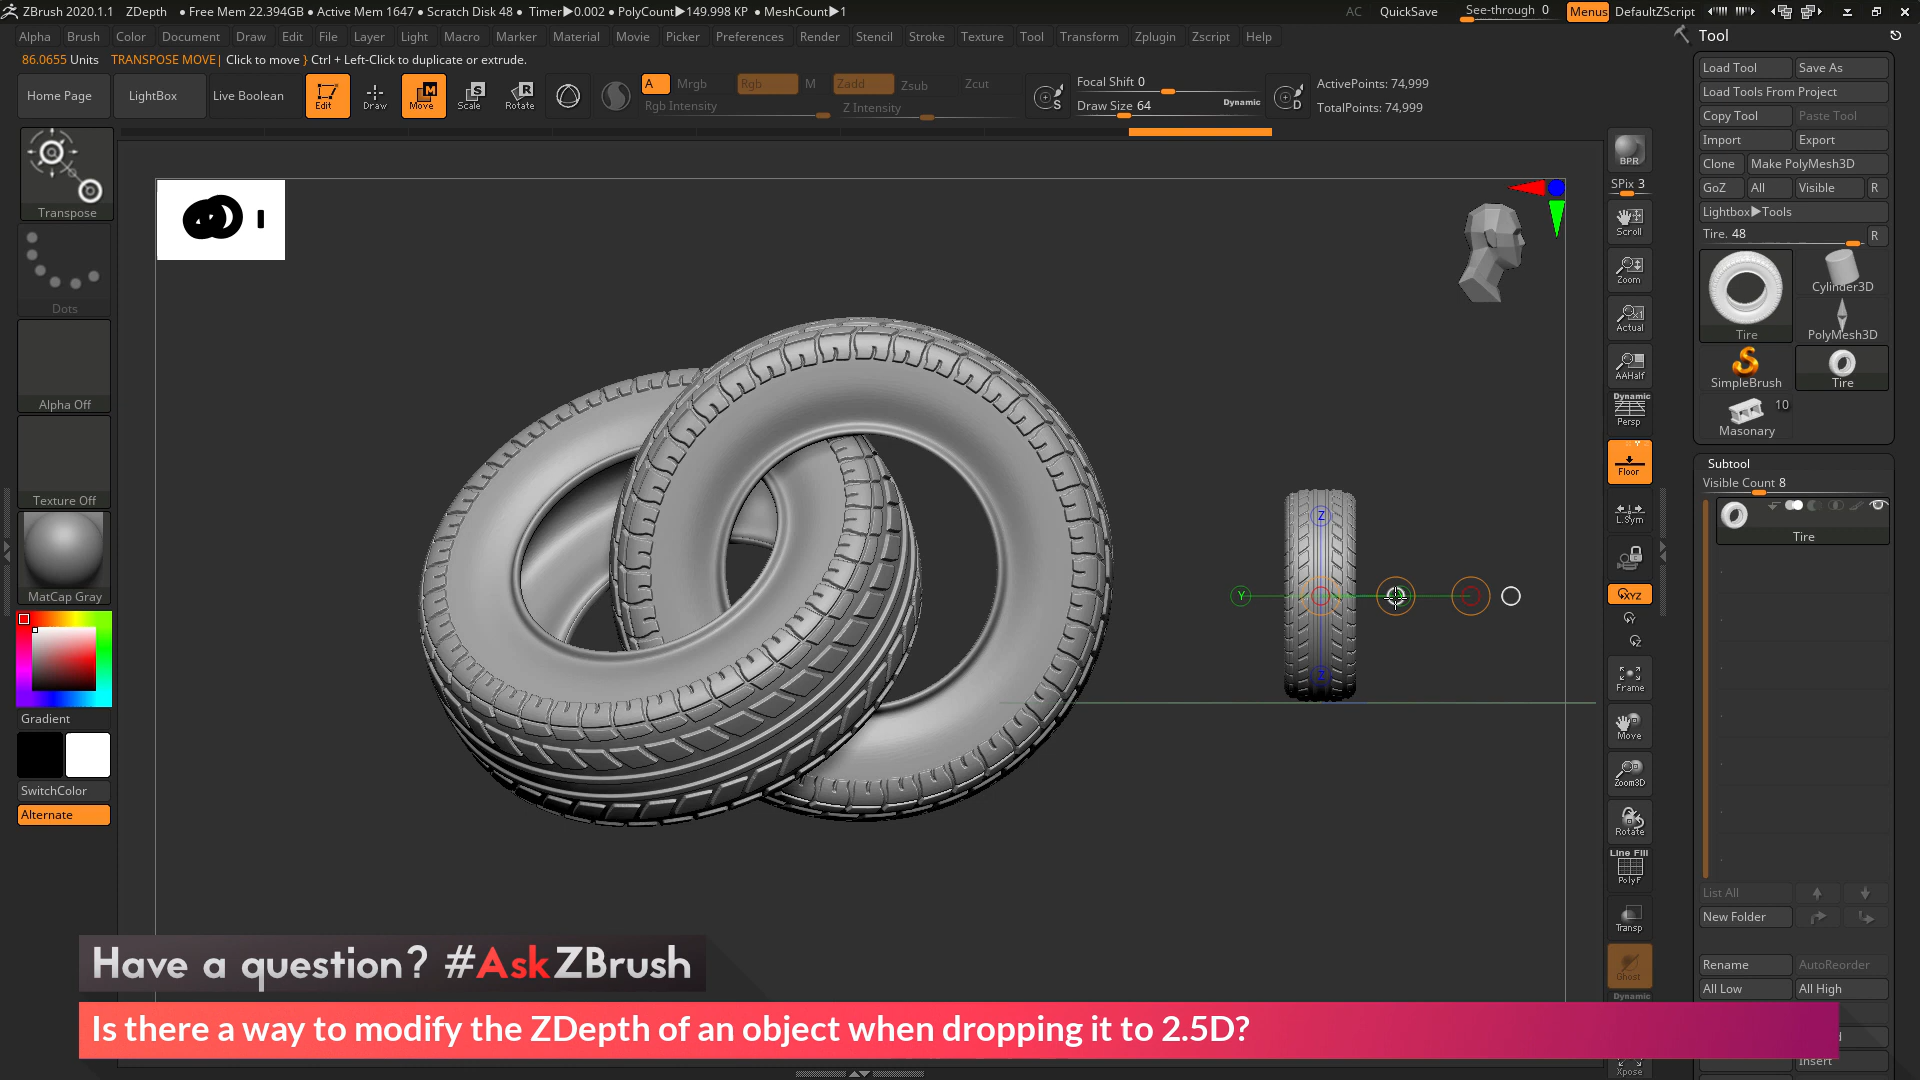 ZBrush 2020.1.1 ZDepth ● Free Mem 22.394GB ● Active Mem 1647 ● Scratch Disk 48 ● Timer▶0.002 ● PolyCount▶149.998 KP ● MeshCount▶1 AC QuickSave See-through 0 Menus DefaultZScript
Alpha Brush Color Document Draw Edit File Layer Light Macro Marker Material Movie Picker Preferences Render Stencil Stroke Texture Tool Transform Zplugin Zscript Help
Tool
86.0655 Units TRANSPOSE MOVE| Click to move } Ctrl + Left-Click to duplicate or extrude.
Home Page
LightBox
Live Boolean
Edit
Draw
M
Move
S
Scale
R
Rotate
A
Mrgb
Rgb
M
Zadd
Zsub
Zcut
Rgb Intensity
Z Intensity
S
Focal Shift 0
Draw Size 64
Dynamic
D
ActivePoints: 74,999
TotalPoints: 74,999
Transpose
Dots
Alpha Off
Texture Off
MatCap Gray
Gradient
SwitchColor
Alternate
Z
Y
Z
BPR
SPix 3
Scroll
Zoom
Actual
AAHalf
Dynamic
Persp
Floor
L.Sym
XYZ
Y
Z
Frame
Move
Zoom3D
Rotate
Line Fill
PolyF
Transp
Ghost
Dynamic
Xpose
Load Tool Save As
Load Tools From Project
Copy Tool Paste Tool
Import Export
Clone Make PolyMesh3D
GoZ All Visible R
Lightbox▶Tools
Tire. 48 R
Tire
Cylinder3D
PolyMesh3D
SimpleBrush
Tire
10
Masonary
Subtool
Visible Count 8
Tire
List All
New Folder
Rename AutoReorder
All Low All High
Insert
Have a question? #AskZBrush
Is there a way to modify the ZDepth of an object when dropping it to 2.5D?